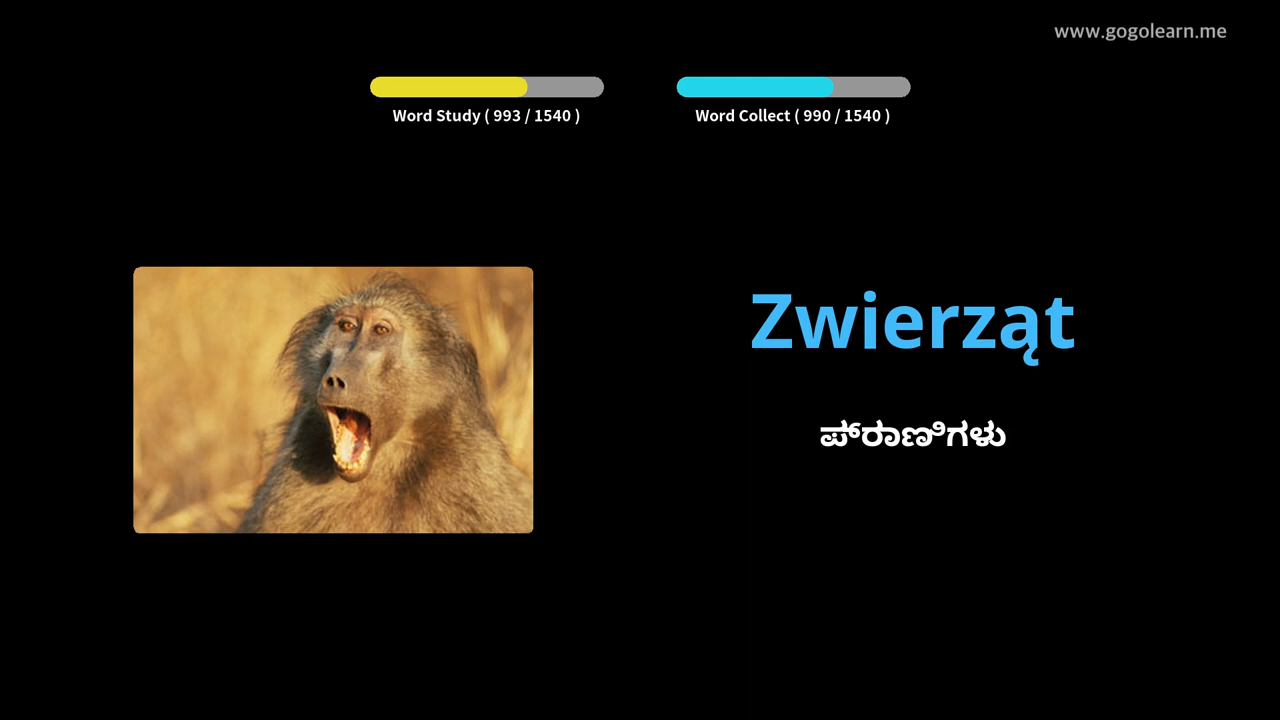 www.gogolearn.me
Word Study ( 993 / 1540 )
Word Collect ( 990 / 1540 )
Zwierząt
ಪ್ರಾಣಿಗಳು